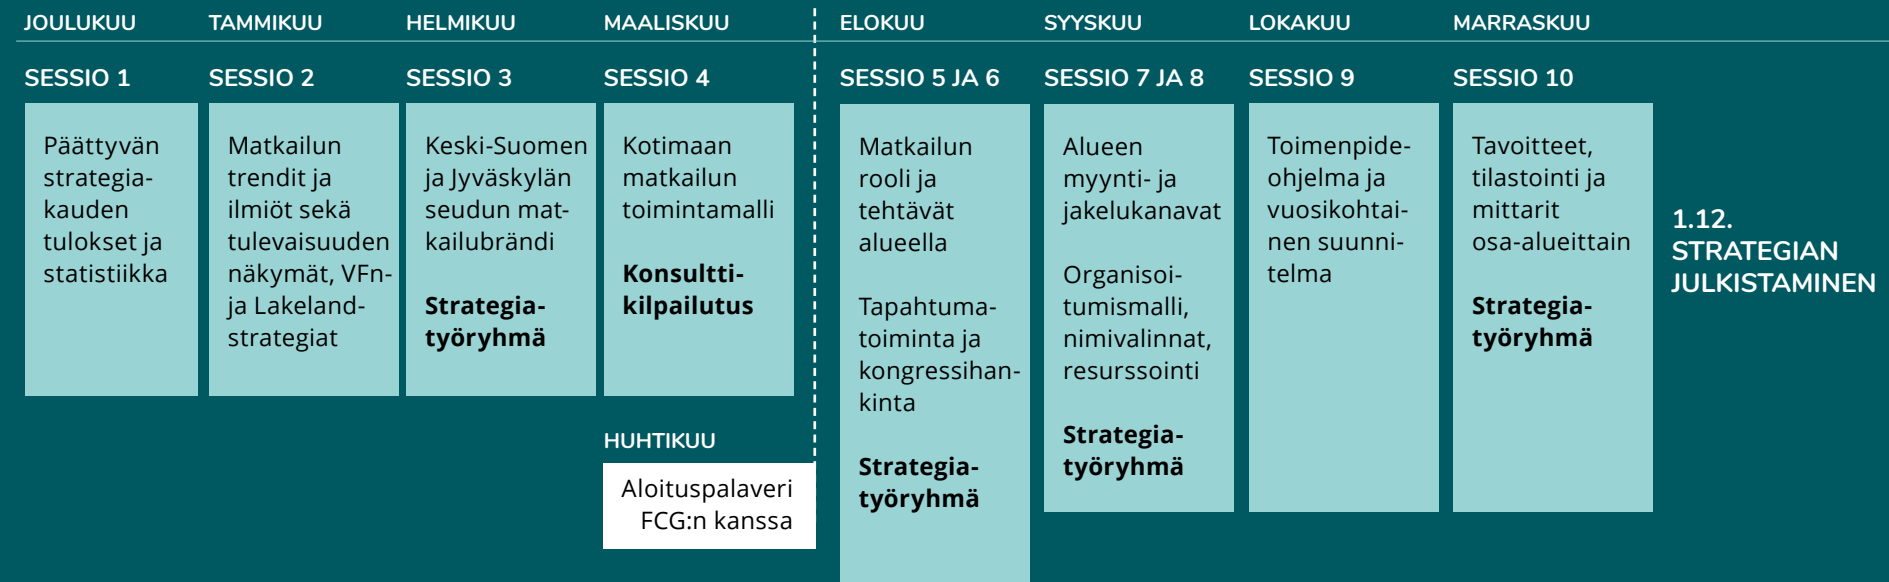 JOULUKUU
TAMMIKUU
HELMIKUU
MAALISKUU
ELOKUU
SYYSKUU
LOKAKUU
MARRASKUU
SESSIO 1
Päättyvän
strategia-
kauden
tulokset ja
statistiikka
SESSIO 2
Matkailun
trendit ja
ilmiöt sekä
tulevaisuuden
näkymät, VFn-
ja Lakeland-
strategiat
SESSIO 3
Keski-Suomen
ja Jyväskylän
seudun mat-
kailubrändi
Strategia-
työryhmä
SESSIO 4
Kotimaan
matkailun
toimintamalli
Konsultti-
kilpailutus
HUHTIKUU
Aloituspalaveri
FCG:n kanssa
SESSIO 5 JA 6
Matkailun
rooli ja
tehtävät
alueella
Tapahtuma-
toiminta ja
kongressihan-
kinta
Strategia-
työryhmä
SESSIO 7 JA 8
Alueen
myynti- ja
jakelukanavat
Organisoi-
tumismalli,
nimivalinnat,
resurssointi
Strategia-
työryhmä
SESSIO 9
Toimenpide-
ohjelma ja
vuosikohtai-
nen suunni-
telma
SESSIO 10
Tavoitteet,
tilastointi ja
mittarit
osa-alueittain
Strategia-
työryhmä
1.12.
STRATEGIAN
JULKISTAMINEN